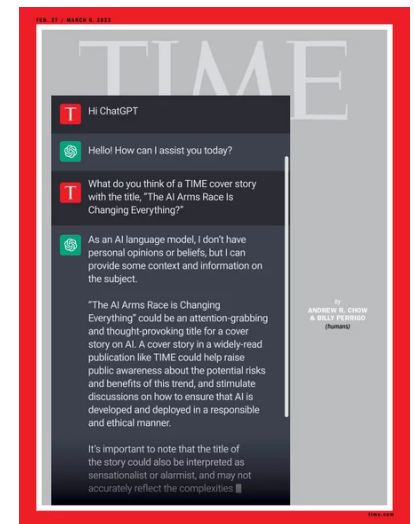 FEB. 27 / MARCH 6, 2023
TIME
T
Hi ChatGPT
Hello! How can I assist you today?
T
What do you think of a TIME cover story
with the title, “The AI Arms Race Is
Changing Everything?”
As an AI language model, I don’t have
personal opinions or beliefs, but I can
provide some context and information on
the subject.
“The AI Arms Race is Changing
Everything” could be an attention-grabbing
and thought-provoking title for a cover
story on AI. A cover story in a widely-read
publication like TIME could help raise
public awareness about the potential risks
and benefits of this trend, and stimulate
discussions on how to ensure that AI is
developed and deployed in a responsible
and ethical manner.
It’s important to note that the title of
the story could also be interpreted as
sensationalist or alarmist, and may not
accurately reflect the complexities
by
ANDREW R. CHOW
& BILLY PERRIGO
(humans)
time.com